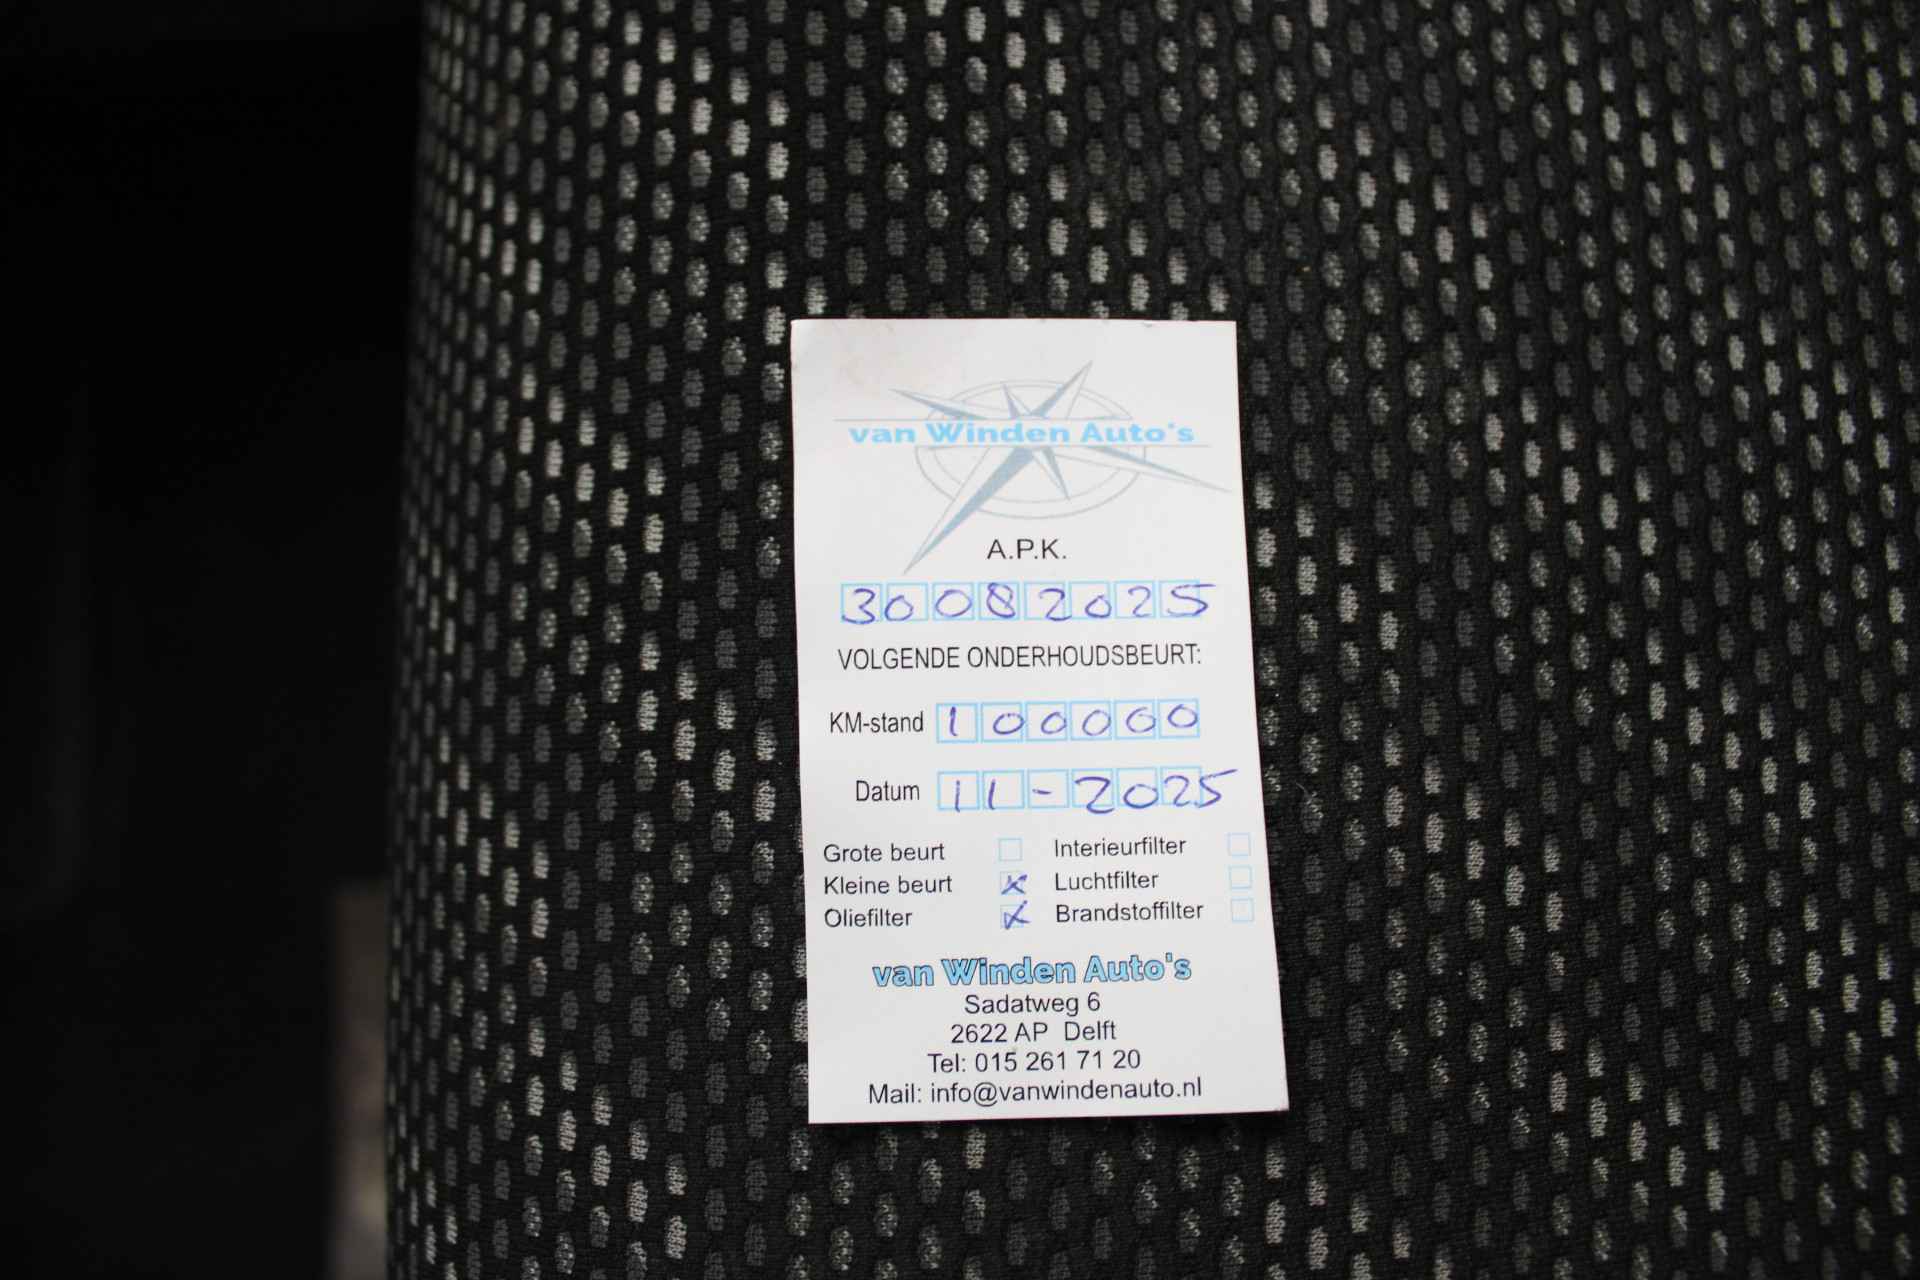 van Winden Auto's
A.P.K.
30082025
VOLGENDE ONDERHOUDSBEURT:
KM-stand 100000
Datum 11-2025
Grote beurt Interieurfilter
Kleine beurt x Luchtfilter
Oliefilter x Brandstoffilter
van Winden Auto's
Sadatweg 6
2622 AP Delft
Tel: 015 261 71 20
Mail: info@vanwindenauto.nl